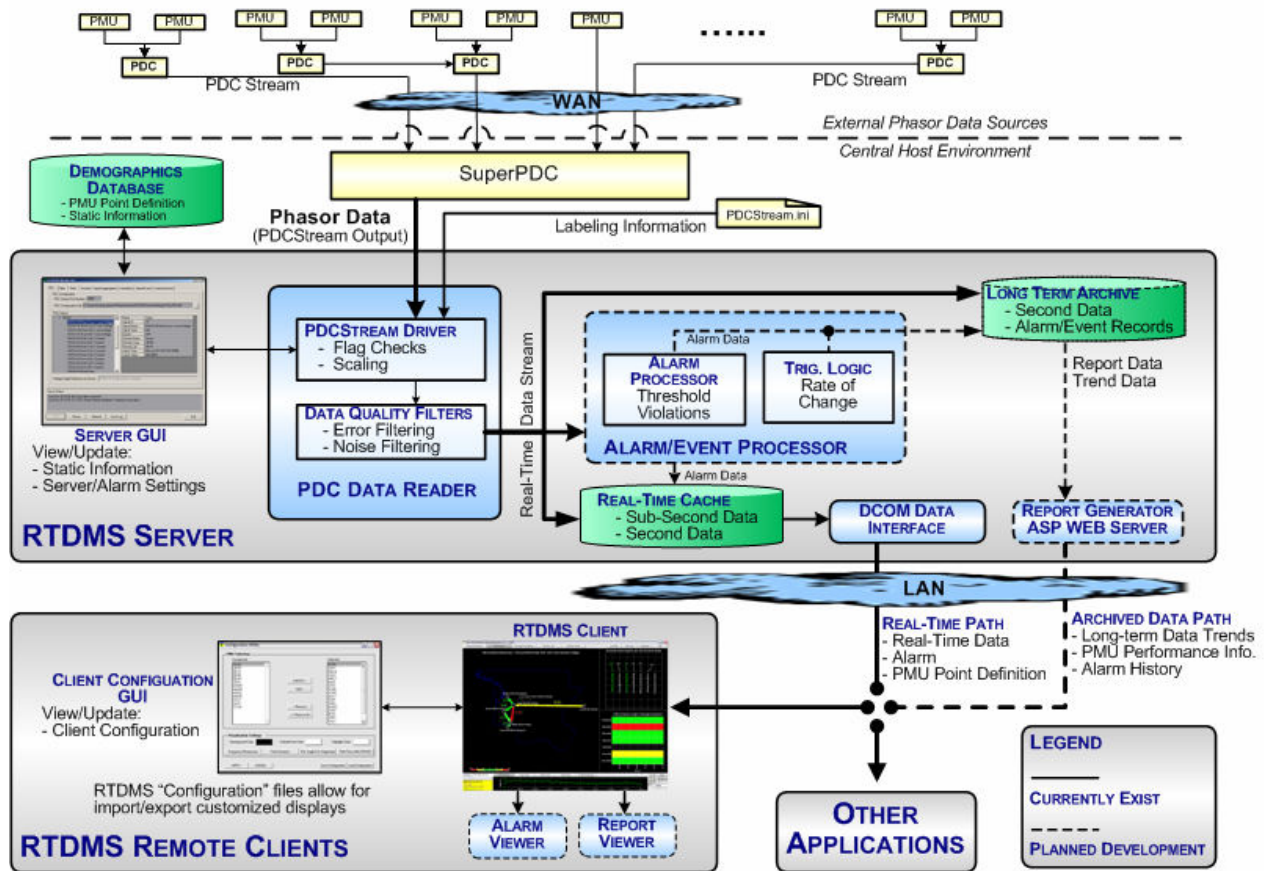 PMU PMU PMU PMU PMU PMU PMU PMU PMU
PDC PDC PDC PDC
PDC Stream
PDC Stream
WAN
External Phasor Data Sources
Central Host Environment
SuperPDC
DEMOGRAPHICS
DATABASE
- PMU Point Definition
- Static Information
Phasor Data
(PDCStream Output)
Labeling Information
PDCStream.ini
PDCSTREAM DRIVER
- Flag Checks
- Scaling
DATA QUALITY FILTERS
- Error Filtering
- Noise Filtering
PDC DATA READER
SERVER GUI
View/Update:
- Static Information
- Server/Alarm Settings
RTDMS SERVER
Real-Time Data Stream
Alarm Data
ALARM
PROCESSOR
Threshold
Violations
TRIG. LOGIC
Rate of
Change
ALARM/EVENT PROCESSOR
Alarm Data
LONG TERM ARCHIVE
- Second Data
- Alarm/Event Records
Report Data
Trend Data
REAL-TIME CACHE
- Sub-Second Data
- Second Data
DCOM DATA
INTERFACE
REPORT GENERATOR
ASP WEB SERVER
LAN
REAL-TIME PATH
- Real-Time Data
- Alarm
- PMU Point Definition
ARCHIVED DATA PATH
- Long-term Data Trends
- PMU Performance Info.
- Alarm History
RTDMS CLIENT
CLIENT CONFIGUATION
GUI
View/Update:
- Client Configuration
RTDMS "Configuration" files allow for
import/export customized displays
ALARM
VIEWER
REPORT
VIEWER
RTDMS REMOTE CLIENTS
OTHER
APPLICATIONS
LEGEND
CURRENTLY EXIST
PLANNED DEVELOPMENT